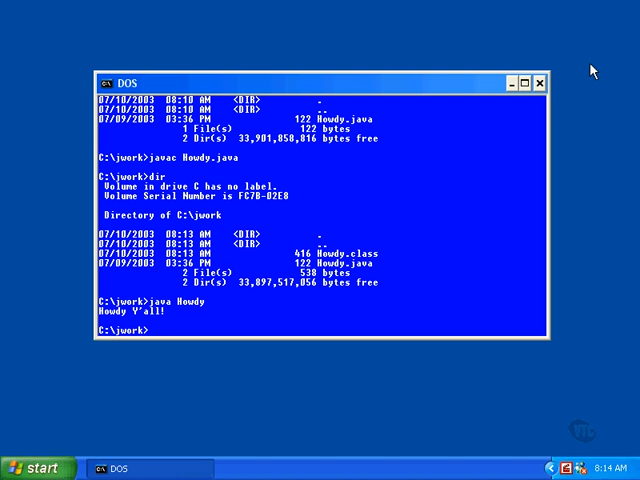 DOS
07/10/2003 08:10 AM <DIR> .
07/10/2003 08:10 AM <DIR> ..
07/09/2003 03:36 PM 122 Howdy.java
1 File(s) 122 bytes
2 Dir(s) 33,901,858,816 bytes free
C:\jwork>javac Howdy.java
C:\jwork>dir
Volume in drive C has no label.
Volume Serial Number is FC7B-02E8
Directory of C:\jwork
07/10/2003 08:13 AM <DIR> .
07/10/2003 08:13 AM <DIR> ..
07/10/2003 08:13 AM 416 Howdy.class
07/09/2003 03:36 PM 122 Howdy.java
2 File(s) 538 bytes
2 Dir(s) 33,897,517,056 bytes free
C:\jwork>java Howdy
Howdy Y'all!
C:\jwork>
start DOS 8:14 AM